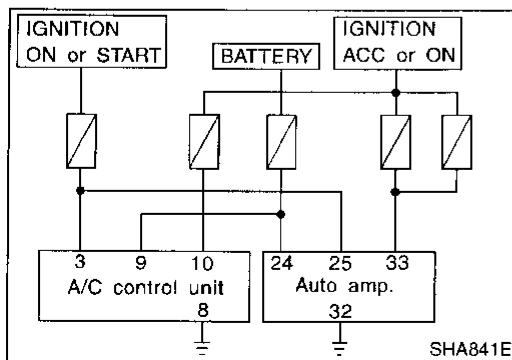 IGNITION
ON or START
BATTERY
IGNITION
ACC or ON
3 9 10 24 25 33
A/C control unit
8
Auto amp.
32
SHA841E